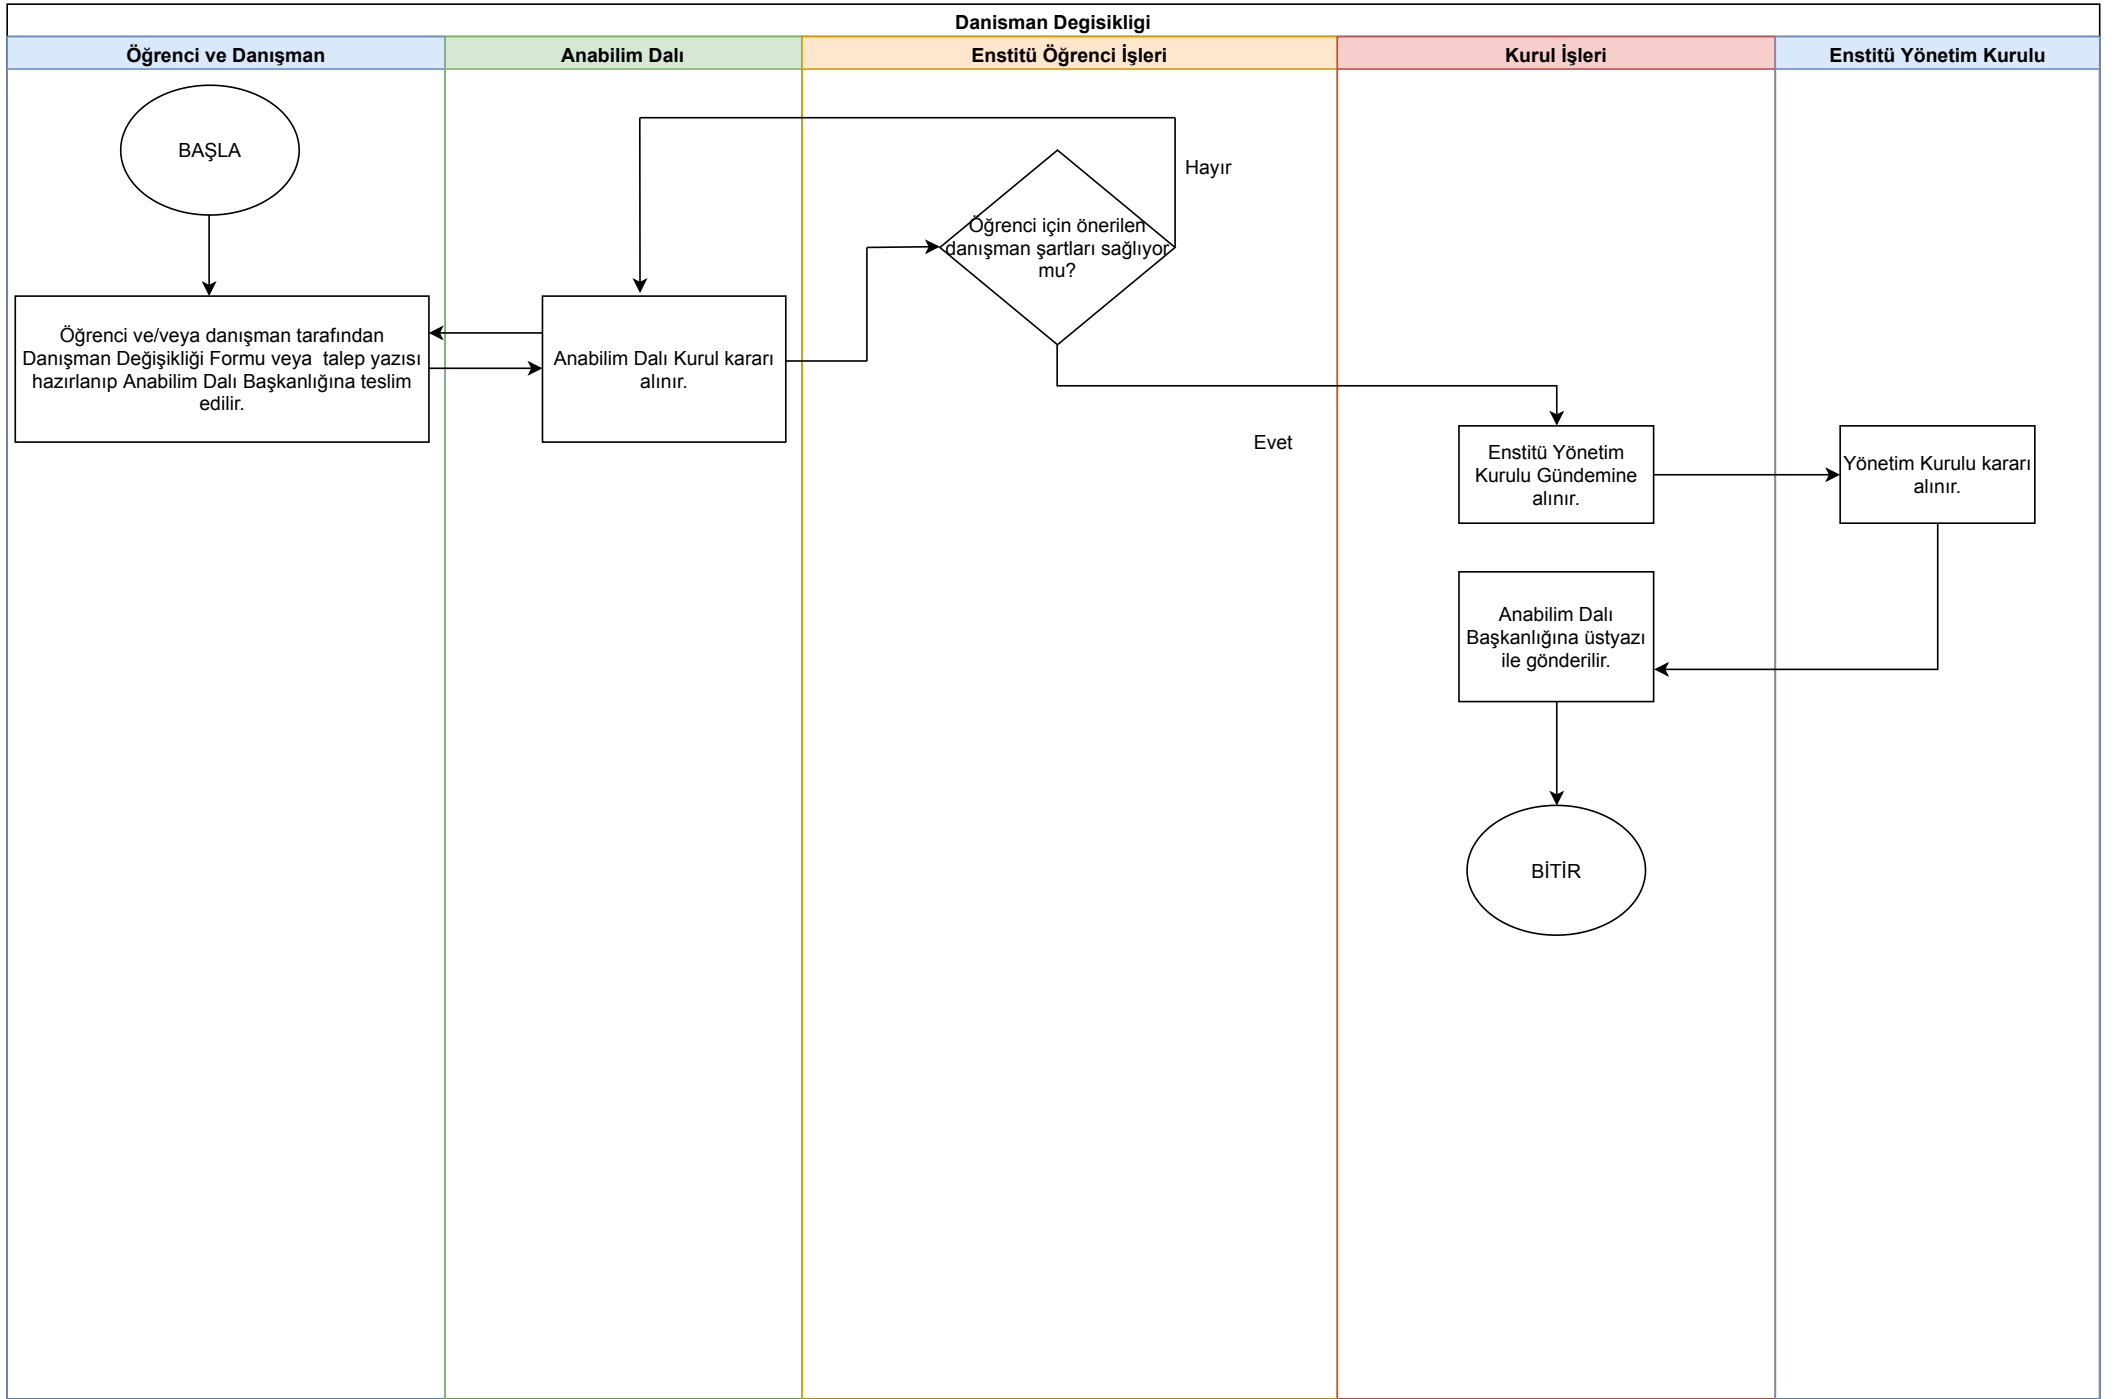 Danisman Degisikligi
Öğrenci ve Danışman
Anabilim Dalı
Enstitü Öğrenci İşleri
Kurul İşleri
Enstitü Yönetim Kurulu
BAŞLA
Öğrenci ve/veya danışman tarafından
Danışman Değişikliği Formu veya  talep yazısı
hazırlanıp Anabilim Dalı Başkanlığına teslim
edilir.
Anabilim Dalı Kurul kararı
alınır.
Öğrenci için önerilen
danışman şartları sağlıyor
mu?
Hayır
Evet
Enstitü Yönetim
Kurulu Gündemine
alınır.
Yönetim Kurulu kararı
alınır.
Anabilim Dalı
Başkanlığına üstyazı
ile gönderilir.
BİTİR